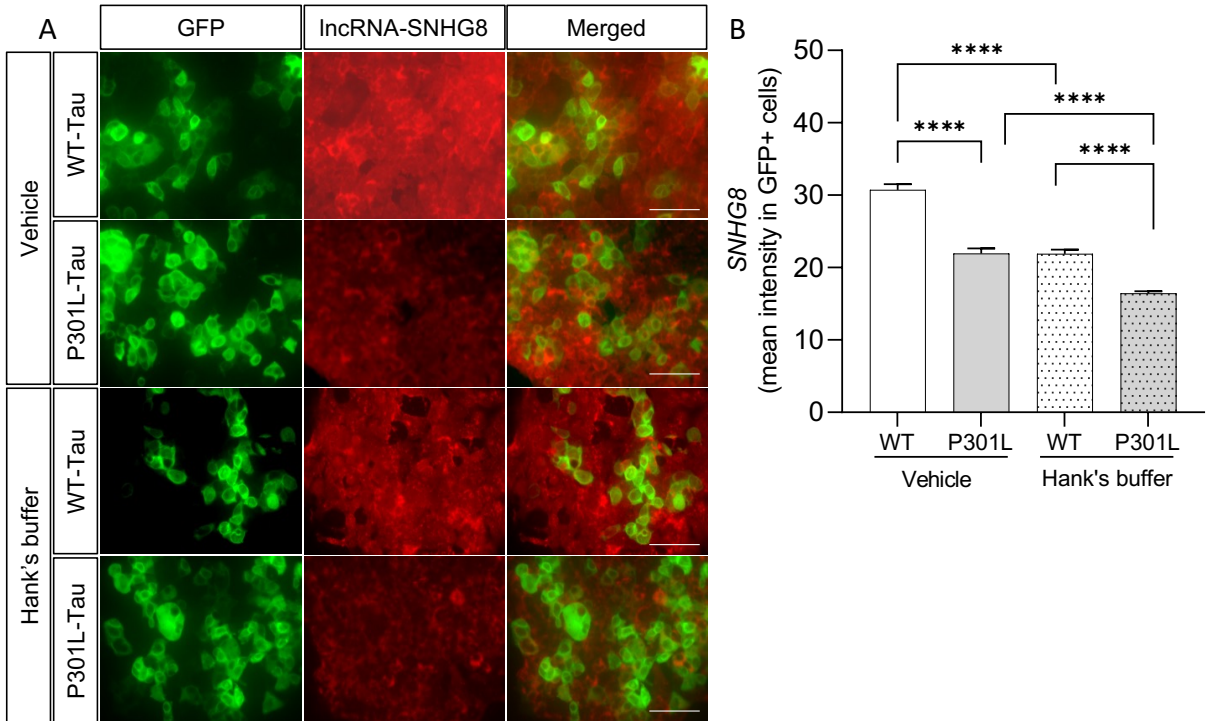 A
GFP
lncRNA-SNHG8
Merged
Vehicle
WT-Tau
P301L-Tau
Hank's buffer
WT-Tau
P301L-Tau
B
SNHG8
(mean intensity in GFP+ cells)
50
40
30
20
10
0
****
****
****
****
WT
P301L
WT
P301L
Vehicle
Hank's buffer